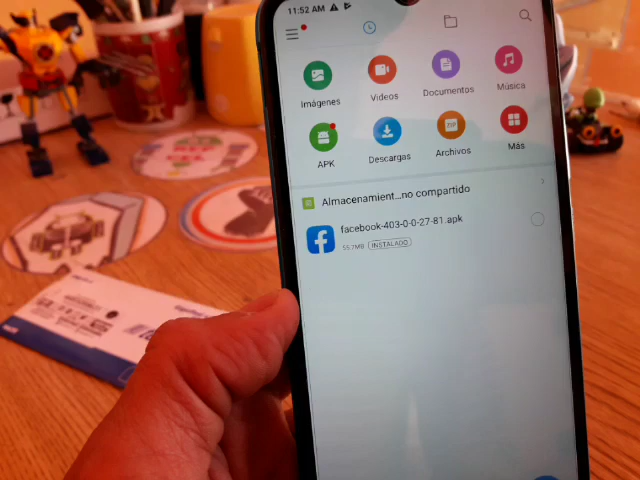 11:52 AM
Imágenes
Videos
Documentos
Música
APK
Descargas
ZIP
Archivos
Más
Almacenamient...no compartido
facebook-403-0-0-27-81.apk
55.7MB INSTALADO